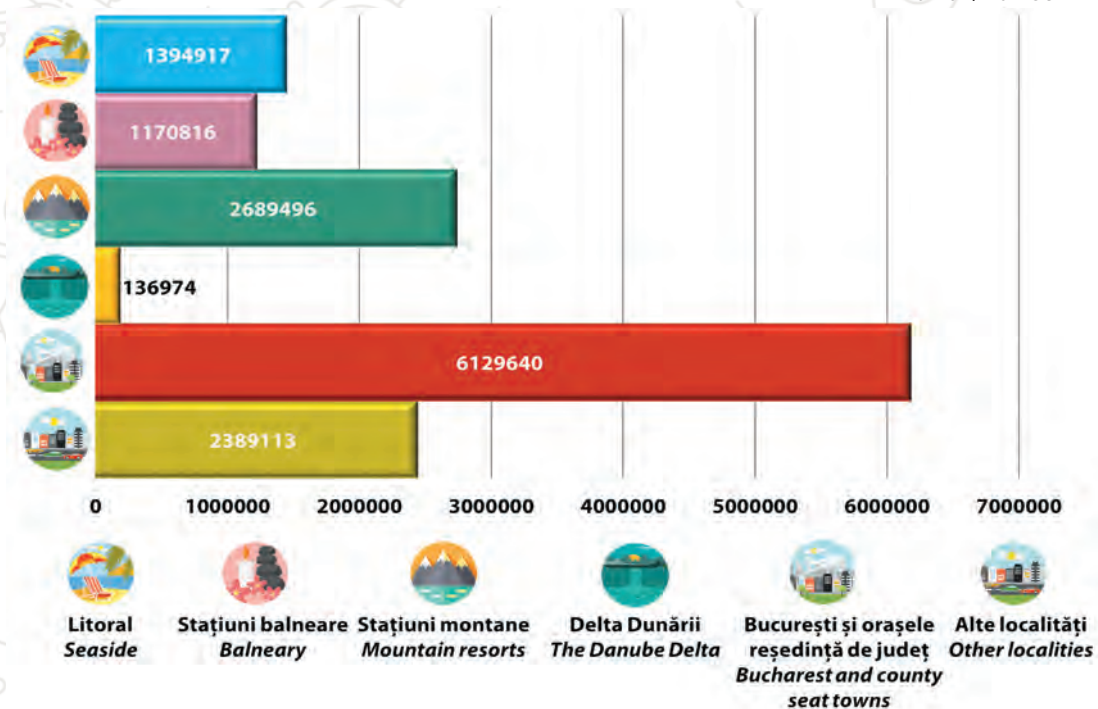 1394917
1170816
2689496
136974
6129640
2389113
0 1000000 2000000 3000000 4000000 5000000 6000000 7000000
Litoral
Seaside
Stațiuni balneare
Balneary
Stațiuni montane
Mountain resorts
Delta Dunării
The Danube Delta
București și orașele
reședință de județ
Bucharest and county
seat towns
Alte localități
Other localities